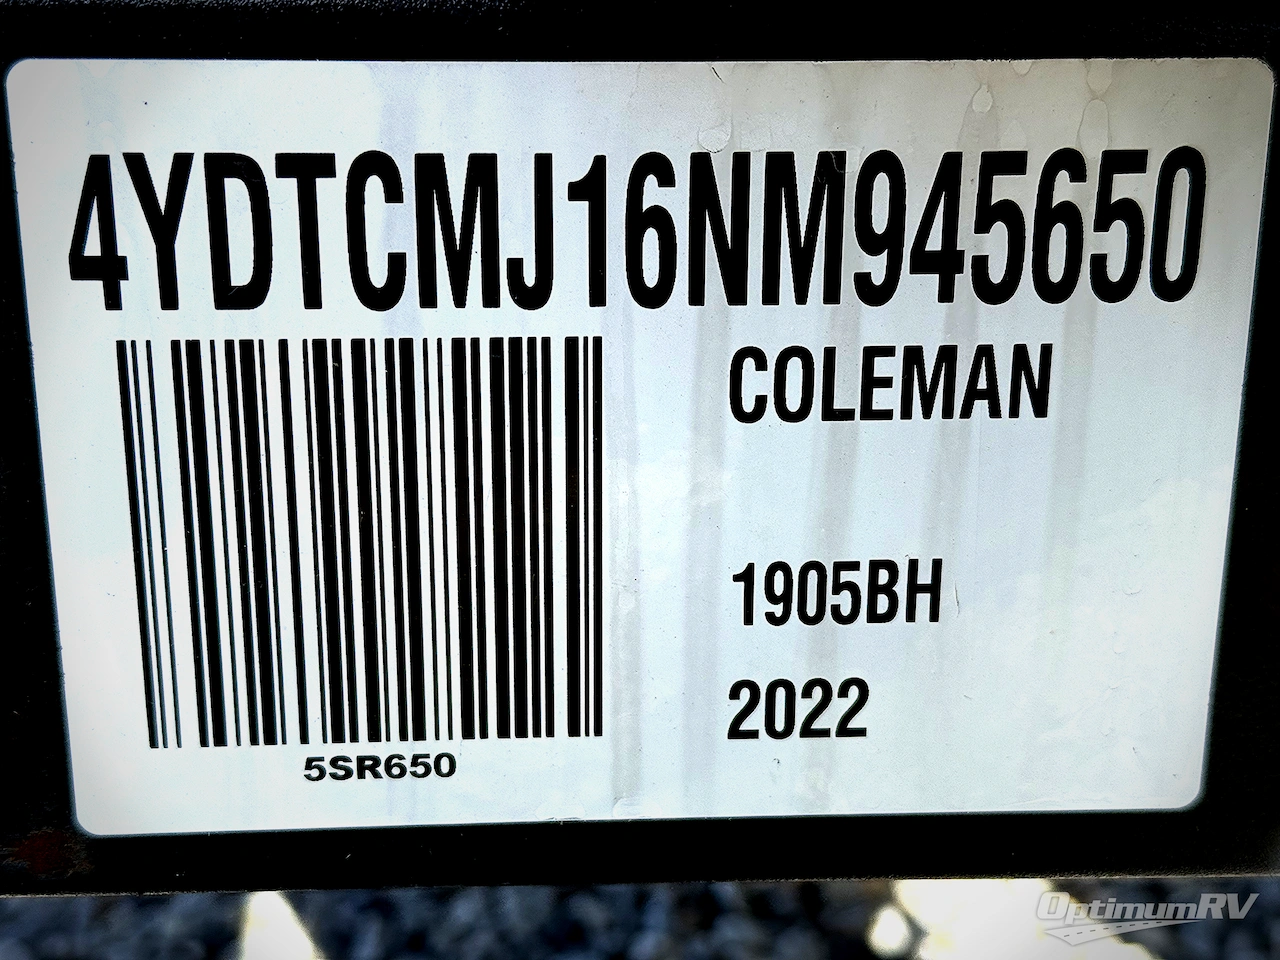 4YDTCMJ16NM945650
COLEMAN
1905BH
2022
5SR650
OptimumRV